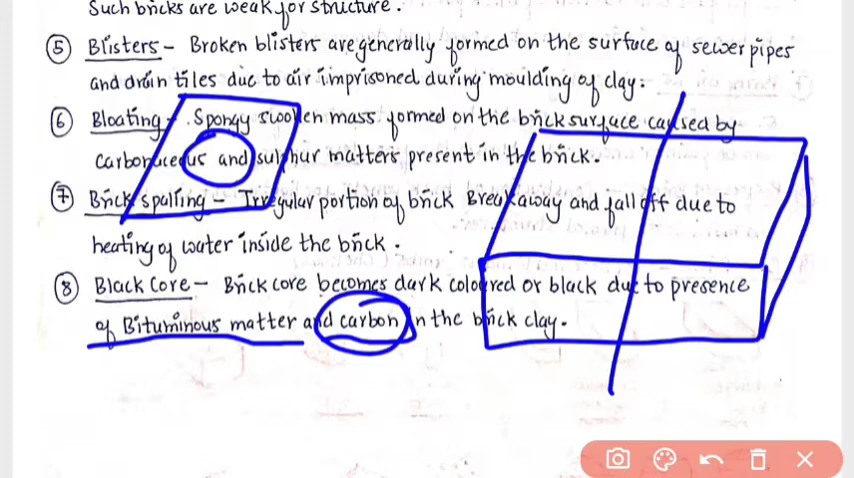 Such bricks are weak for structure.
⑤ Blisters - Broken blisters are generally formed on the surface of sewer pipes
and drain tiles due to air imprisoned during moulding of clay.
⑥ Bloating - Spongy swollen mass formed on the brick surface caused by
carbonaceous and sulphur matters present in the brick.
⑦ Brick spalling - Irregular portion of brick Break away and fall off due to
heating of water inside the brick.
⑧ Black Core - Brick core becomes dark coloured or black due to presence
of Bituminous matter and carbon in the brick clay.